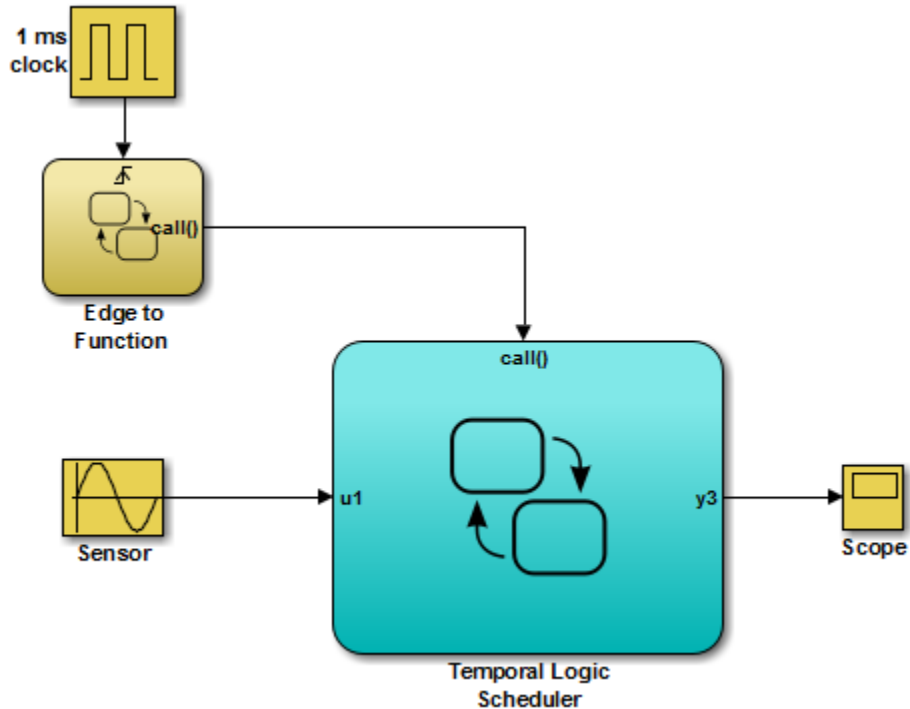 1 ms
clock
call()
Edge to
Function
call()
u1
y3
Sensor
Scope
Temporal Logic
Scheduler